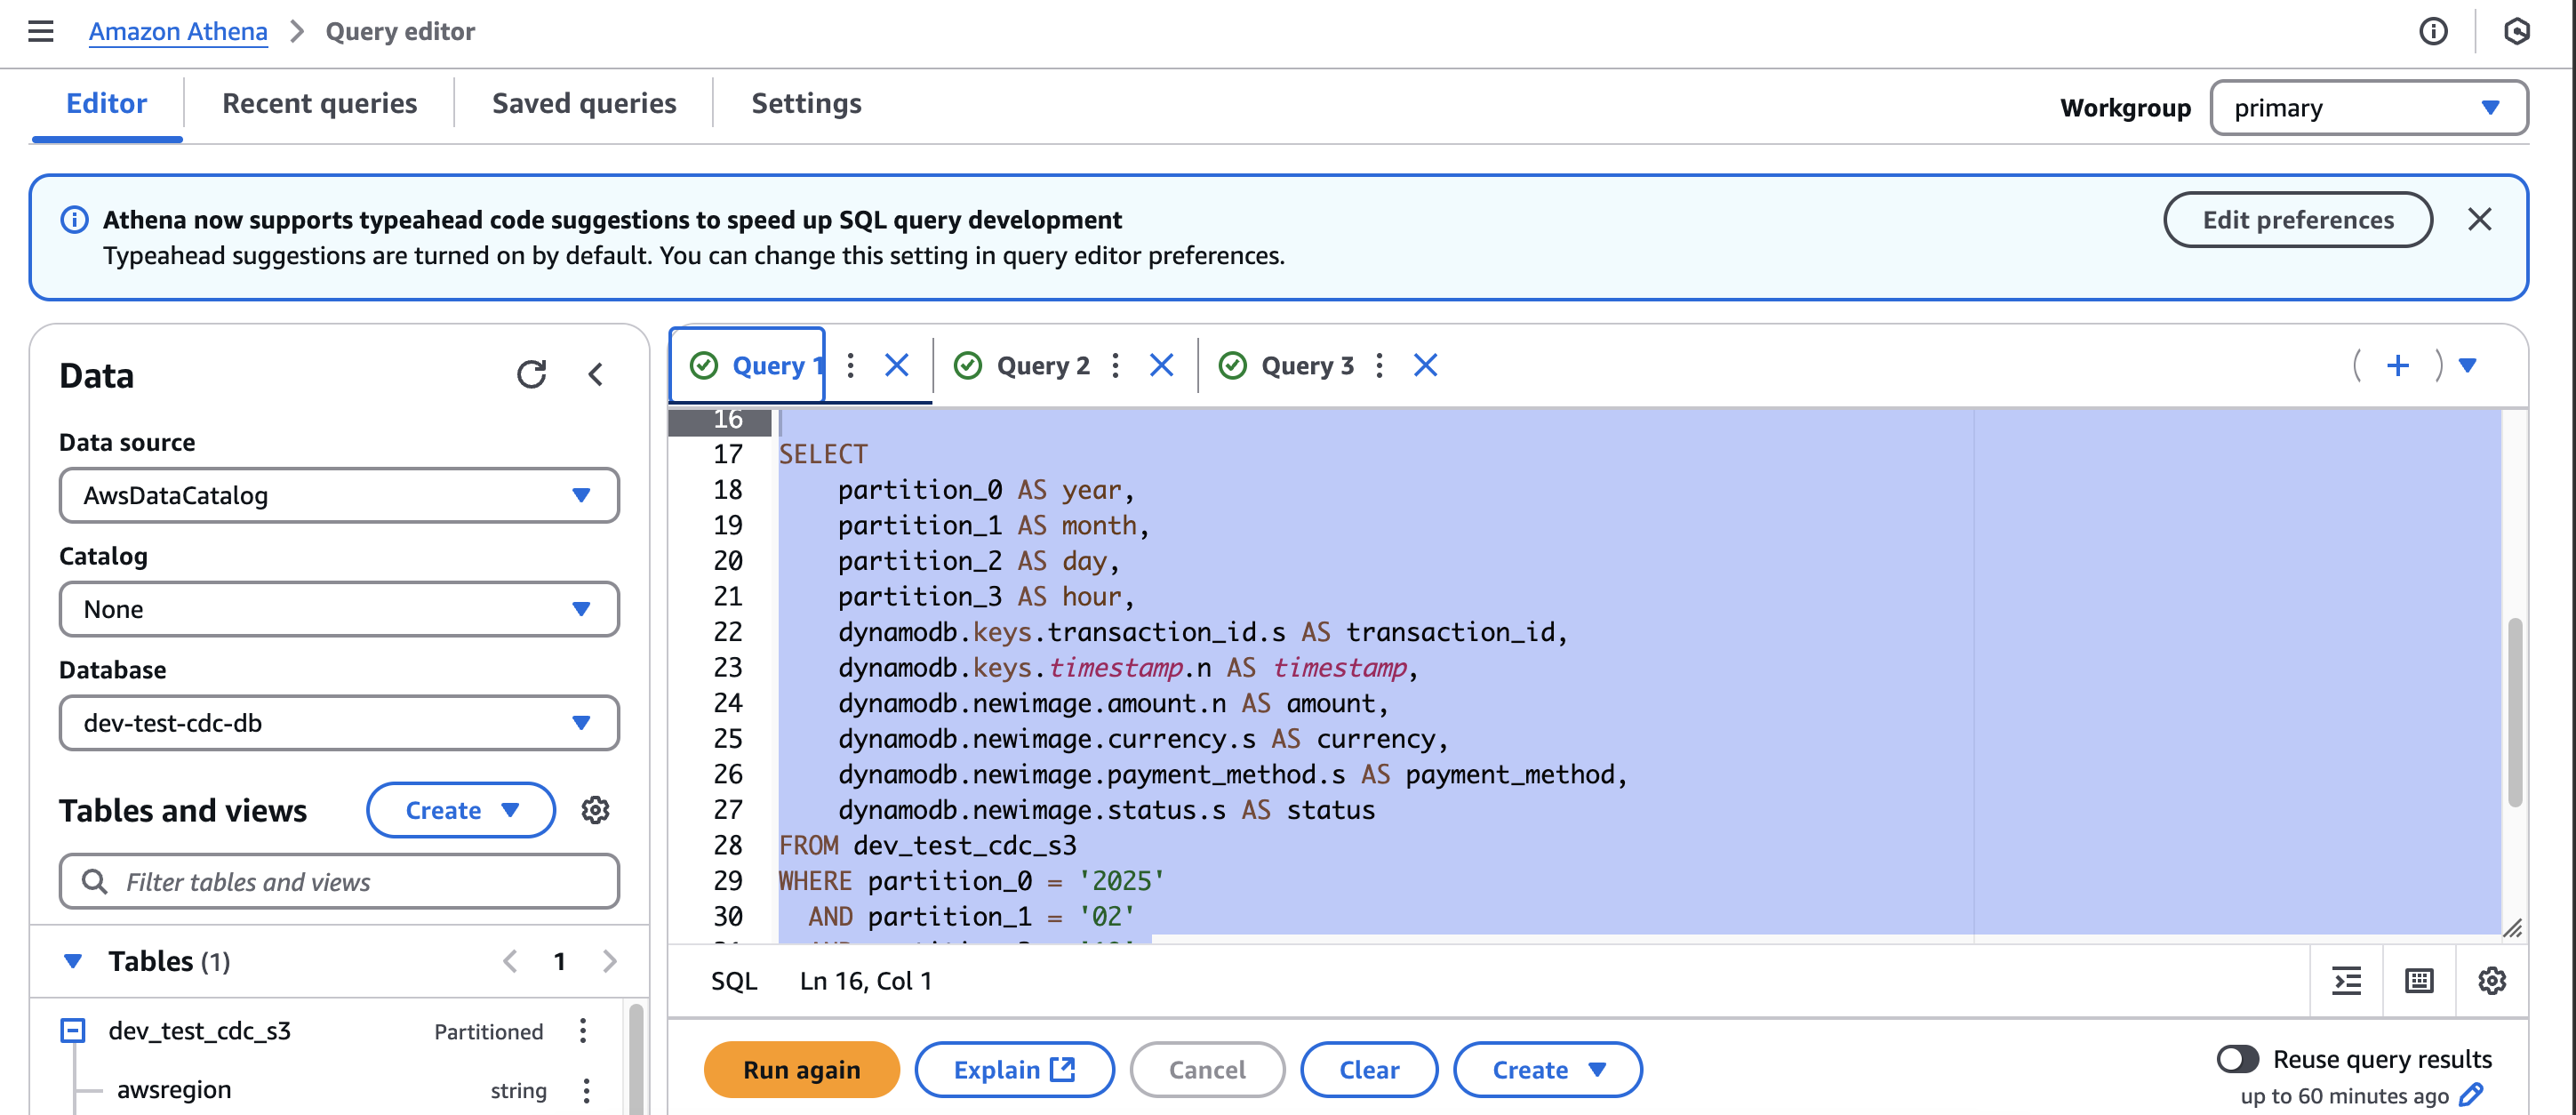 Amazon Athena > Query editor
Editor
Recent queries
Saved queries
Settings
Workgroup
primary
Athena now supports typeahead code suggestions to speed up SQL query development
Typeahead suggestions are turned on by default. You can change this setting in query editor preferences.
Edit preferences
Data
Data source
AwsDataCatalog
Catalog
None
Database
dev-test-cdc-db
Tables and views
Create
Filter tables and views
Tables (1)
1
dev_test_cdc_s3
Partitioned
awsregion
string
Query 1
Query 2
Query 3
16
17 SELECT
18 partition_0 AS year,
19 partition_1 AS month,
20 partition_2 AS day,
21 partition_3 AS hour,
22 dynamodb.keys.transaction_id.s AS transaction_id,
23 dynamodb.keys.timestamp.n AS timestamp,
24 dynamodb.newimage.amount.n AS amount,
25 dynamodb.newimage.currency.s AS currency,
26 dynamodb.newimage.payment_method.s AS payment_method,
27 dynamodb.newimage.status.s AS status
28 FROM dev_test_cdc_s3
29 WHERE partition_0 = '2025'
30 AND partition_1 = '02'
SQL
Ln 16, Col 1
Run again
Explain
Cancel
Clear
Create
Reuse query results
up to 60 minutes ago